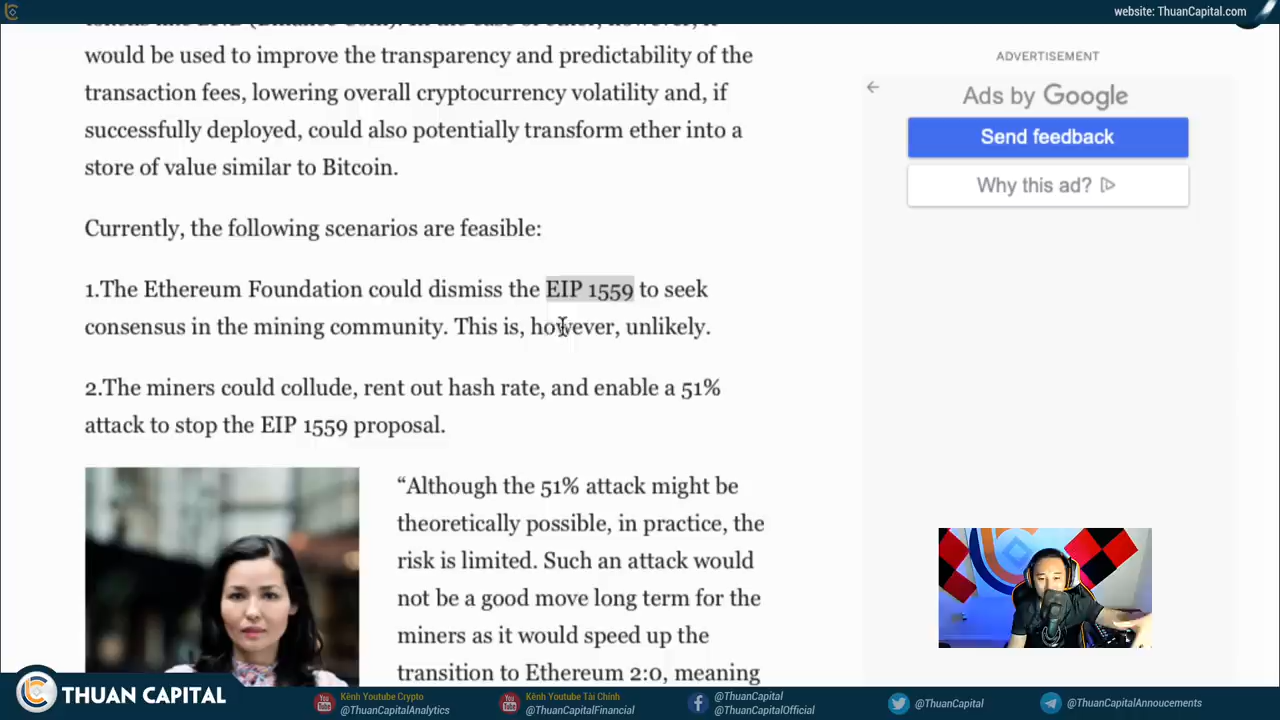 website: ThuanCapital.com
would be used to improve the transparency and predictability of the
transaction fees, lowering overall cryptocurrency volatility and, if
successfully deployed, could also potentially transform ether into a
store of value similar to Bitcoin.
Currently, the following scenarios are feasible:
1.The Ethereum Foundation could dismiss the EIP 1559 to seek
consensus in the mining community. This is, however, unlikely.
2.The miners could collude, rent out hash rate, and enable a 51%
attack to stop the EIP 1559 proposal.
“Although the 51% attack might be
theoretically possible, in practice, the
risk is limited. Such an attack would
not be a good move long term for the
miners as it would speed up the
transition to Ethereum 2:0, meaning
ADVERTISEMENT
Ads by Google
Send feedback
Why this ad?
THUAN CAPITAL
Kênh Youtube Crypto
@ThuanCapitalAnalytics
Kênh Youtube Tài Chính
@ThuanCapitalFinancial
@ThuanCapital
@ThuanCapitalOfficial
@ThuanCapital
@ThuanCapitalAnnoucements